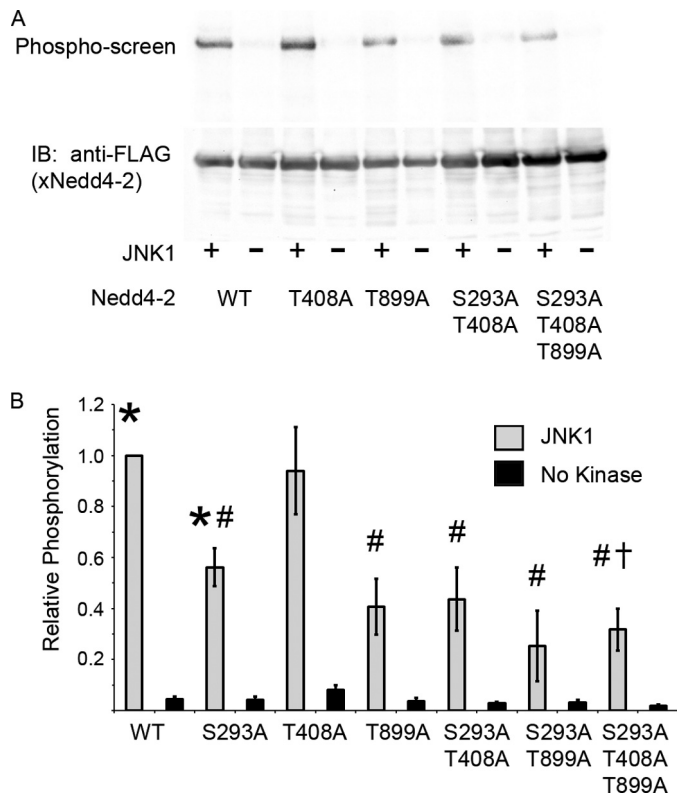 A
Phospho-screen
IB: anti-FLAG
(xNedd4-2)
JNK1 + - + - + - + - + -
Nedd4-2 WT T408A T899A S293A S293A
T408A T408A
T899A
B
Relative Phosphorylation
1.2
1.0
0.8
0.6
0.4
0.2
* *# # # # #†
JNK1
No Kinase
WT S293A T408A T899A S293A S293A S293A
T408A T899A T408A
T899A